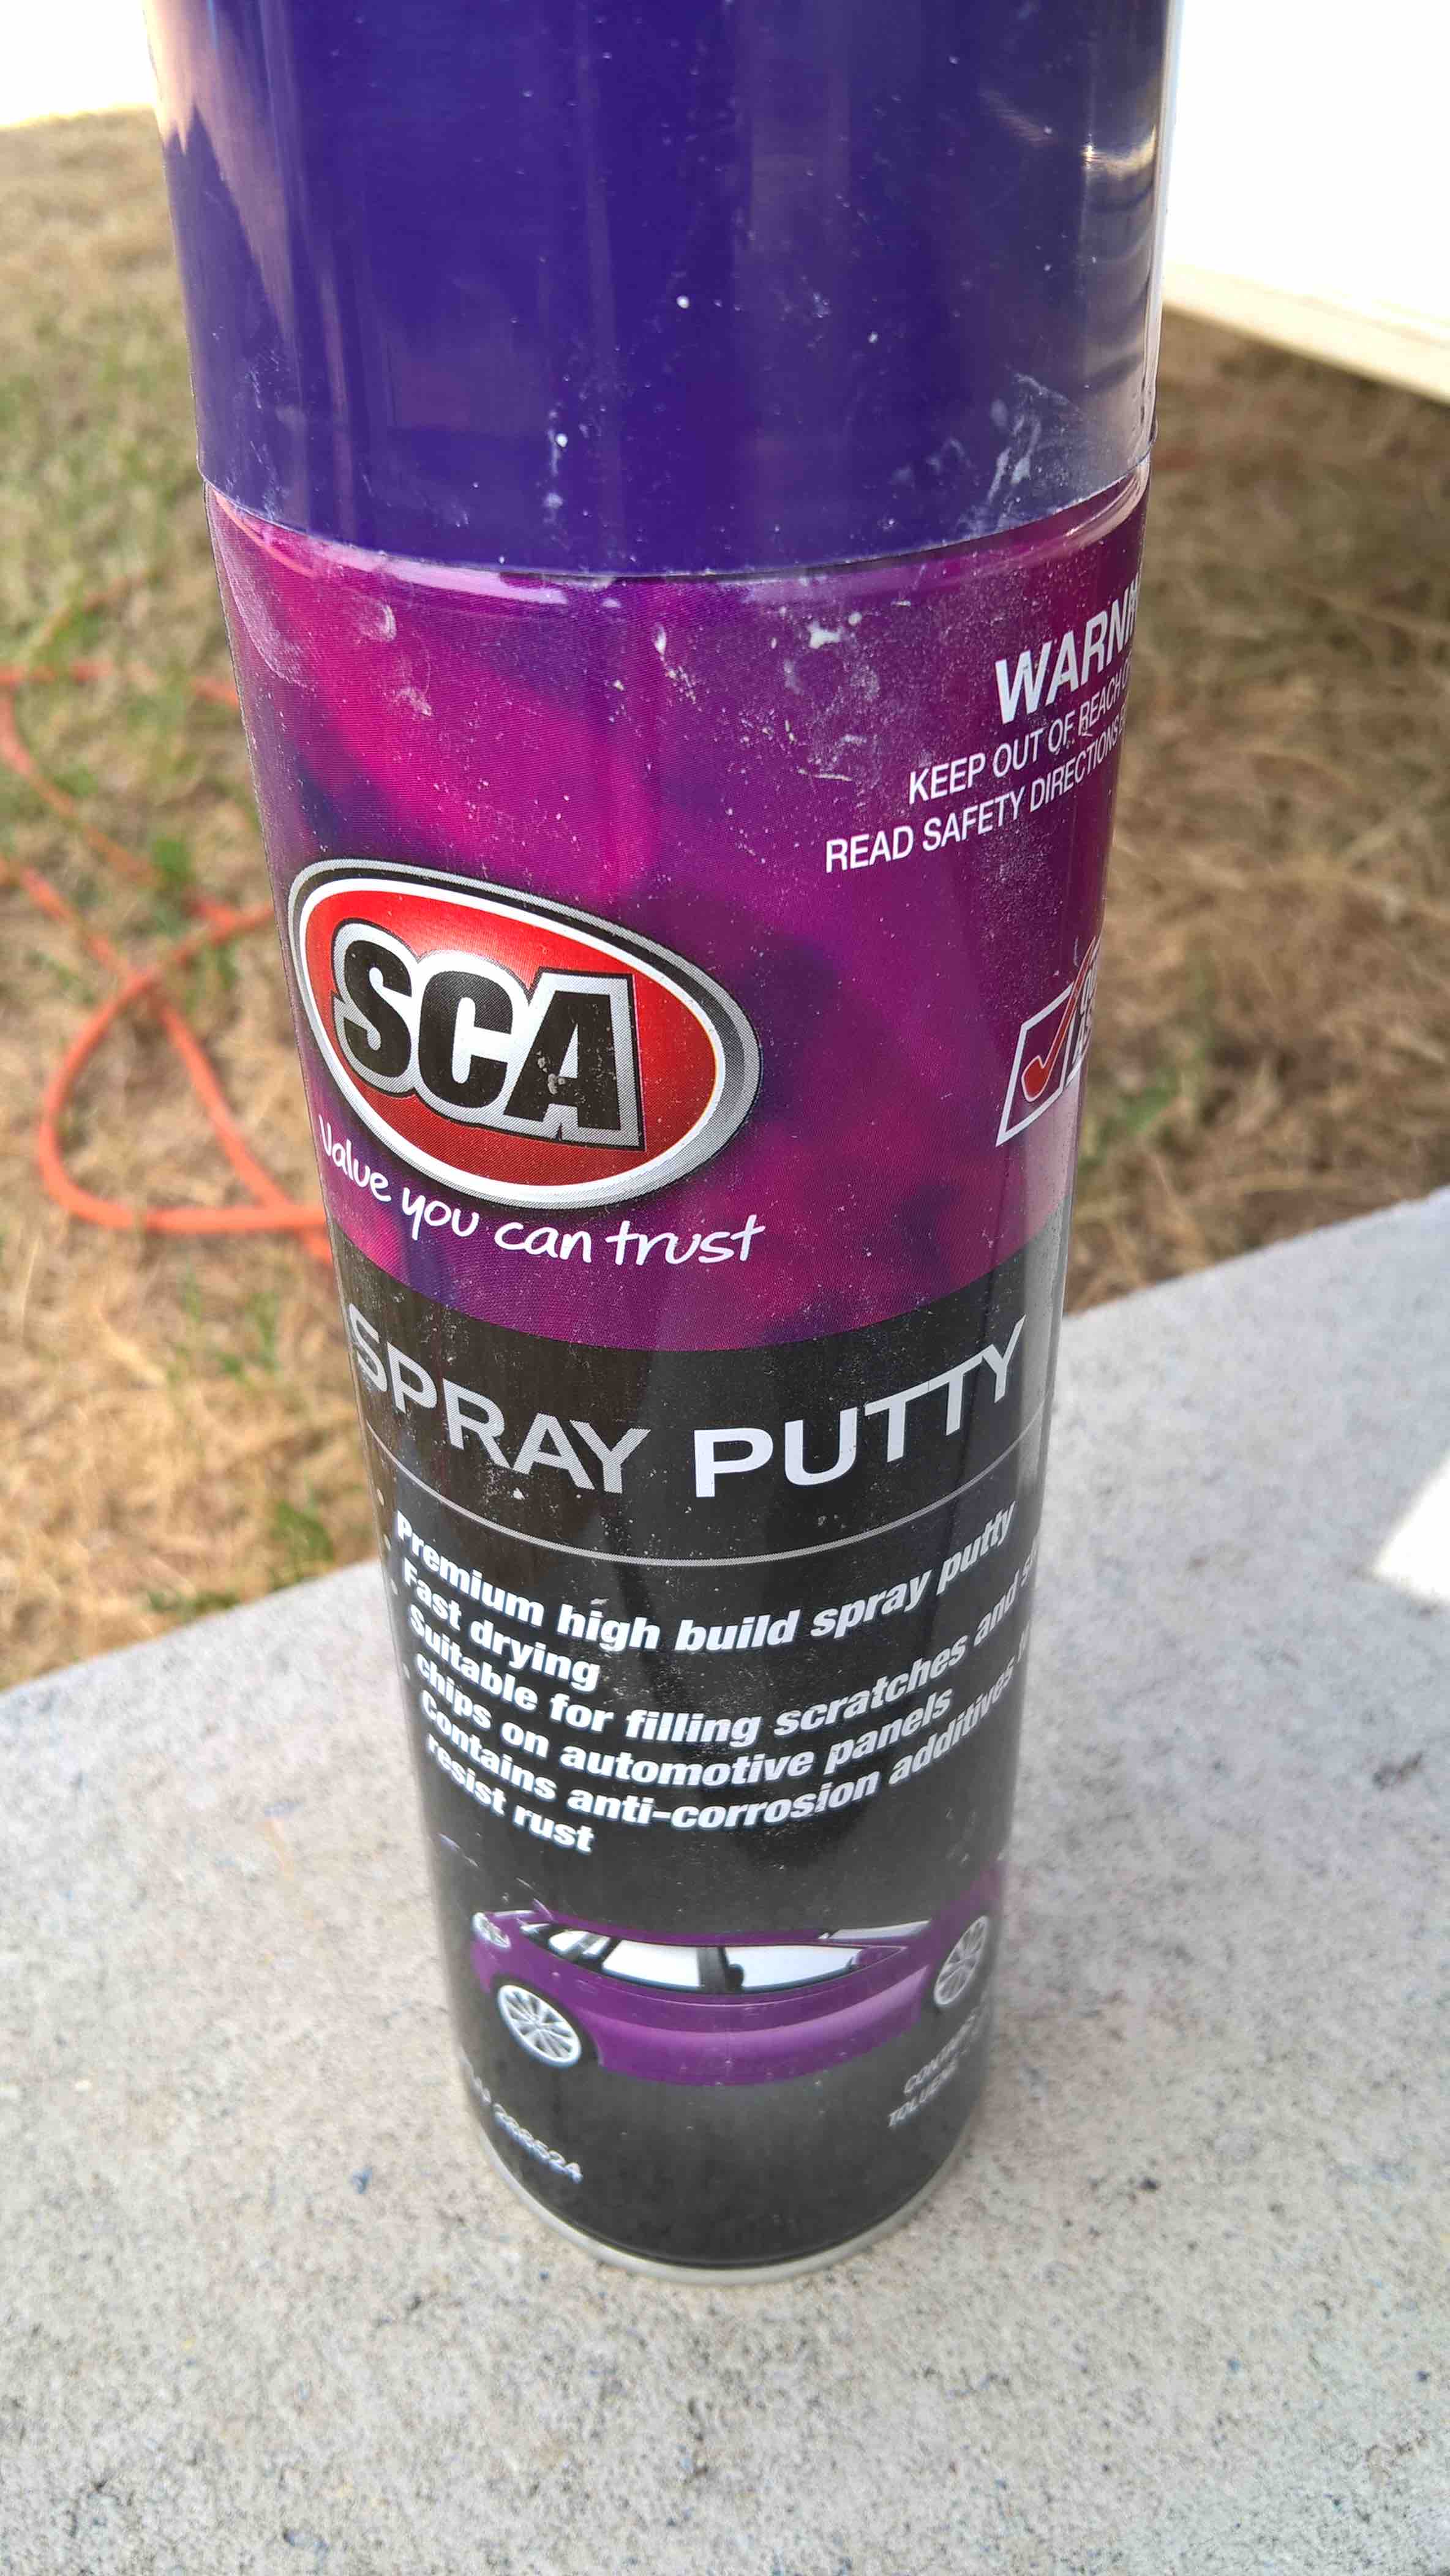 WARNI
KEEP OUT OF REACH
READ SAFETY DIRECTIONS
SCA
Value you can trust
SPRAY PUTTY
Premium high build spray putty
Fast drying
Suitable for filling scratches and
chips on automotive panels
Contains anti-corrosion additives
resist rust